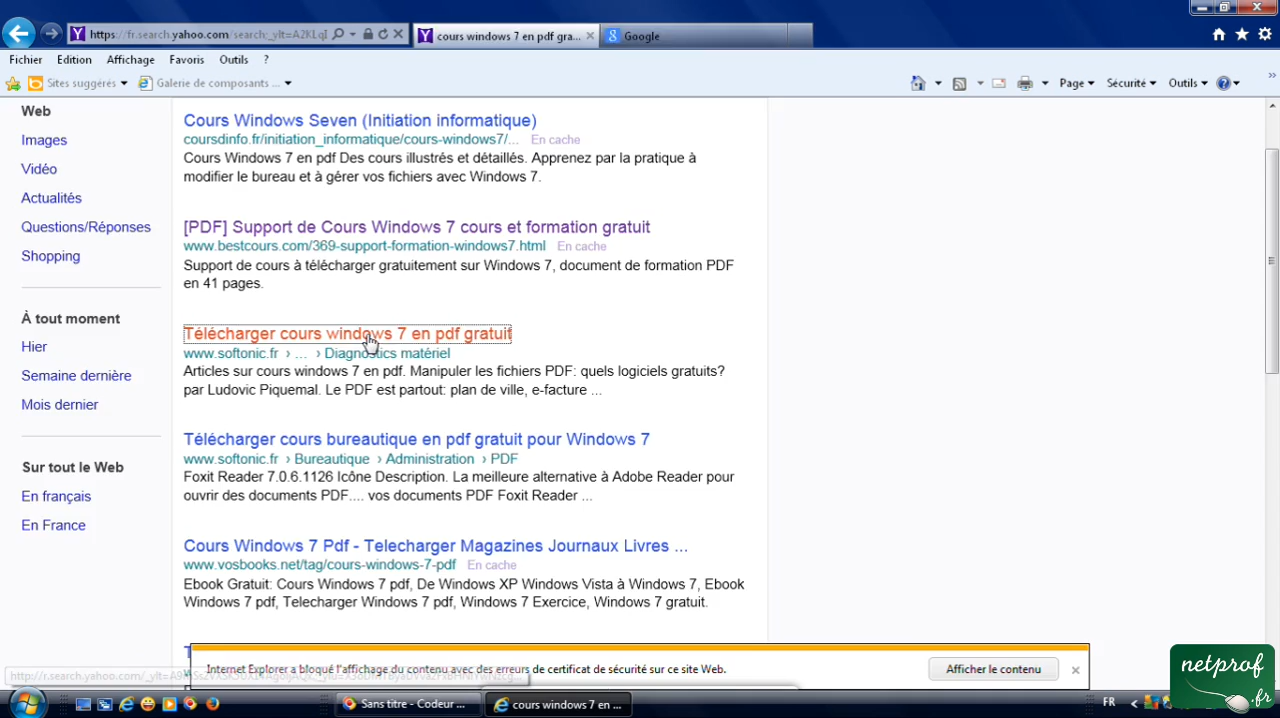 https://fr.search.yahoo.com/search;_ylt=A2KLqI
cours windows 7 en pdf gra...
Google
Fichier Edition Affichage Favoris Outils ?
Sites suggérés Galerie de composants ...
Page Sécurité Outils
Web
Images
Vidéo
Actualités
Questions/Réponses
Shopping
À tout moment
Hier
Semaine dernière
Mois dernier
Sur tout le Web
En français
En France
Cours Windows Seven (Initiation informatique)
coursdinfo.fr/initiation_informatique/cours-windows7/... En cache
Cours Windows 7 en pdf Des cours illustrés et détaillés. Apprenez par la pratique à
modifier le bureau et à gérer vos fichiers avec Windows 7.
[PDF] Support de Cours Windows 7 cours et formation gratuit
www.bestcours.com/369-support-formation-windows7.html En cache
Support de cours à télécharger gratuitement sur Windows 7, document de formation PDF
en 41 pages.
Télécharger cours windows 7 en pdf gratuit
www.softonic.fr › ... › Diagnostics matériel
Articles sur cours windows 7 en pdf. Manipuler les fichiers PDF: quels logiciels gratuits?
par Ludovic Piquemal. Le PDF est partout: plan de ville, e-facture ...
Télécharger cours bureautique en pdf gratuit pour Windows 7
www.softonic.fr › Bureautique › Administration › PDF
Foxit Reader 7.0.6.1126 Icône Description. La meilleure alternative à Adobe Reader pour
ouvrir des documents PDF.... vos documents PDF Foxit Reader ...
Cours Windows 7 Pdf - Telecharger Magazines Journaux Livres ...
www.vosbooks.net/tag/cours-windows-7-pdf En cache
Ebook Gratuit: Cours Windows 7 pdf, De Windows XP Windows Vista à Windows 7, Ebook
Windows 7 pdf, Telecharger Windows 7 pdf, Windows 7 Exercice, Windows 7 gratuit.
Internet Explorer a bloqué l'affichage du contenu avec des erreurs de certificat de sécurité sur ce site Web.
Afficher le contenu
Sans titre - Codeur ...
cours windows 7 en ...
FR
netprof
.fr